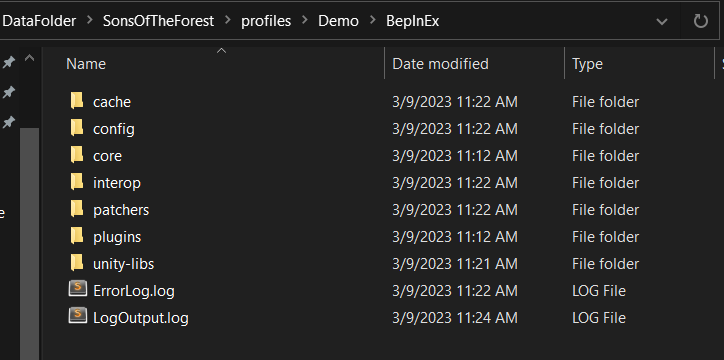 DataFolder > SonsOfTheForest > profiles > Demo > BepInEx
Name Date modified Type
cache 3/9/2023 11:22 AM File folder
config 3/9/2023 11:22 AM File folder
core 3/9/2023 11:12 AM File folder
interop 3/9/2023 11:22 AM File folder
patchers 3/9/2023 11:22 AM File folder
plugins 3/9/2023 11:12 AM File folder
unity-libs 3/9/2023 11:21 AM File folder
ErrorLog.log 3/9/2023 11:22 AM LOG File
LogOutput.log 3/9/2023 11:24 AM LOG File